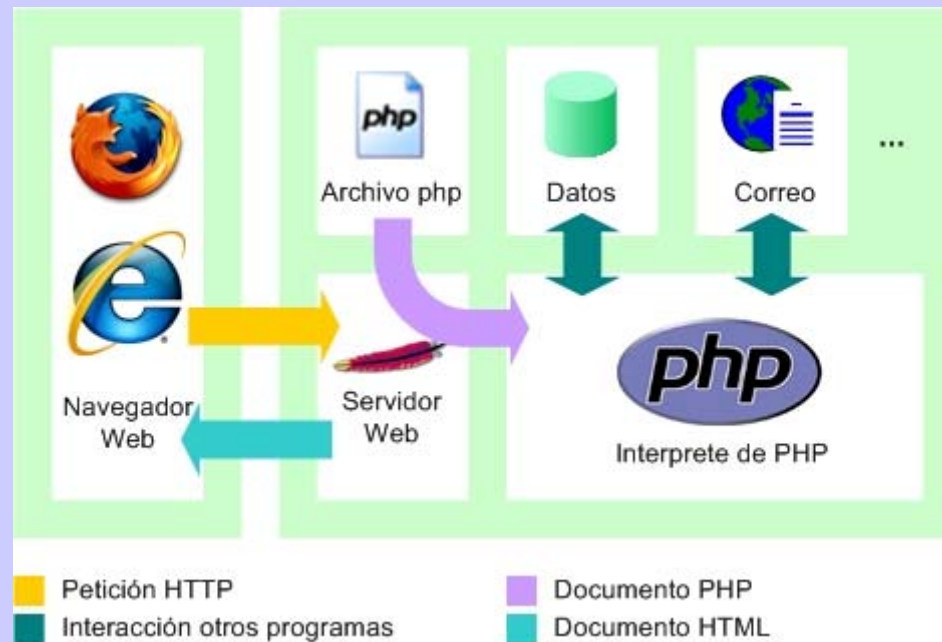 php
Archivo php
Datos
Correo
...
Navegador
Web
Servidor
Web
php
Interprete de PHP
Petición HTTP
Documento PHP
Interacción otros programas
Documento HTML